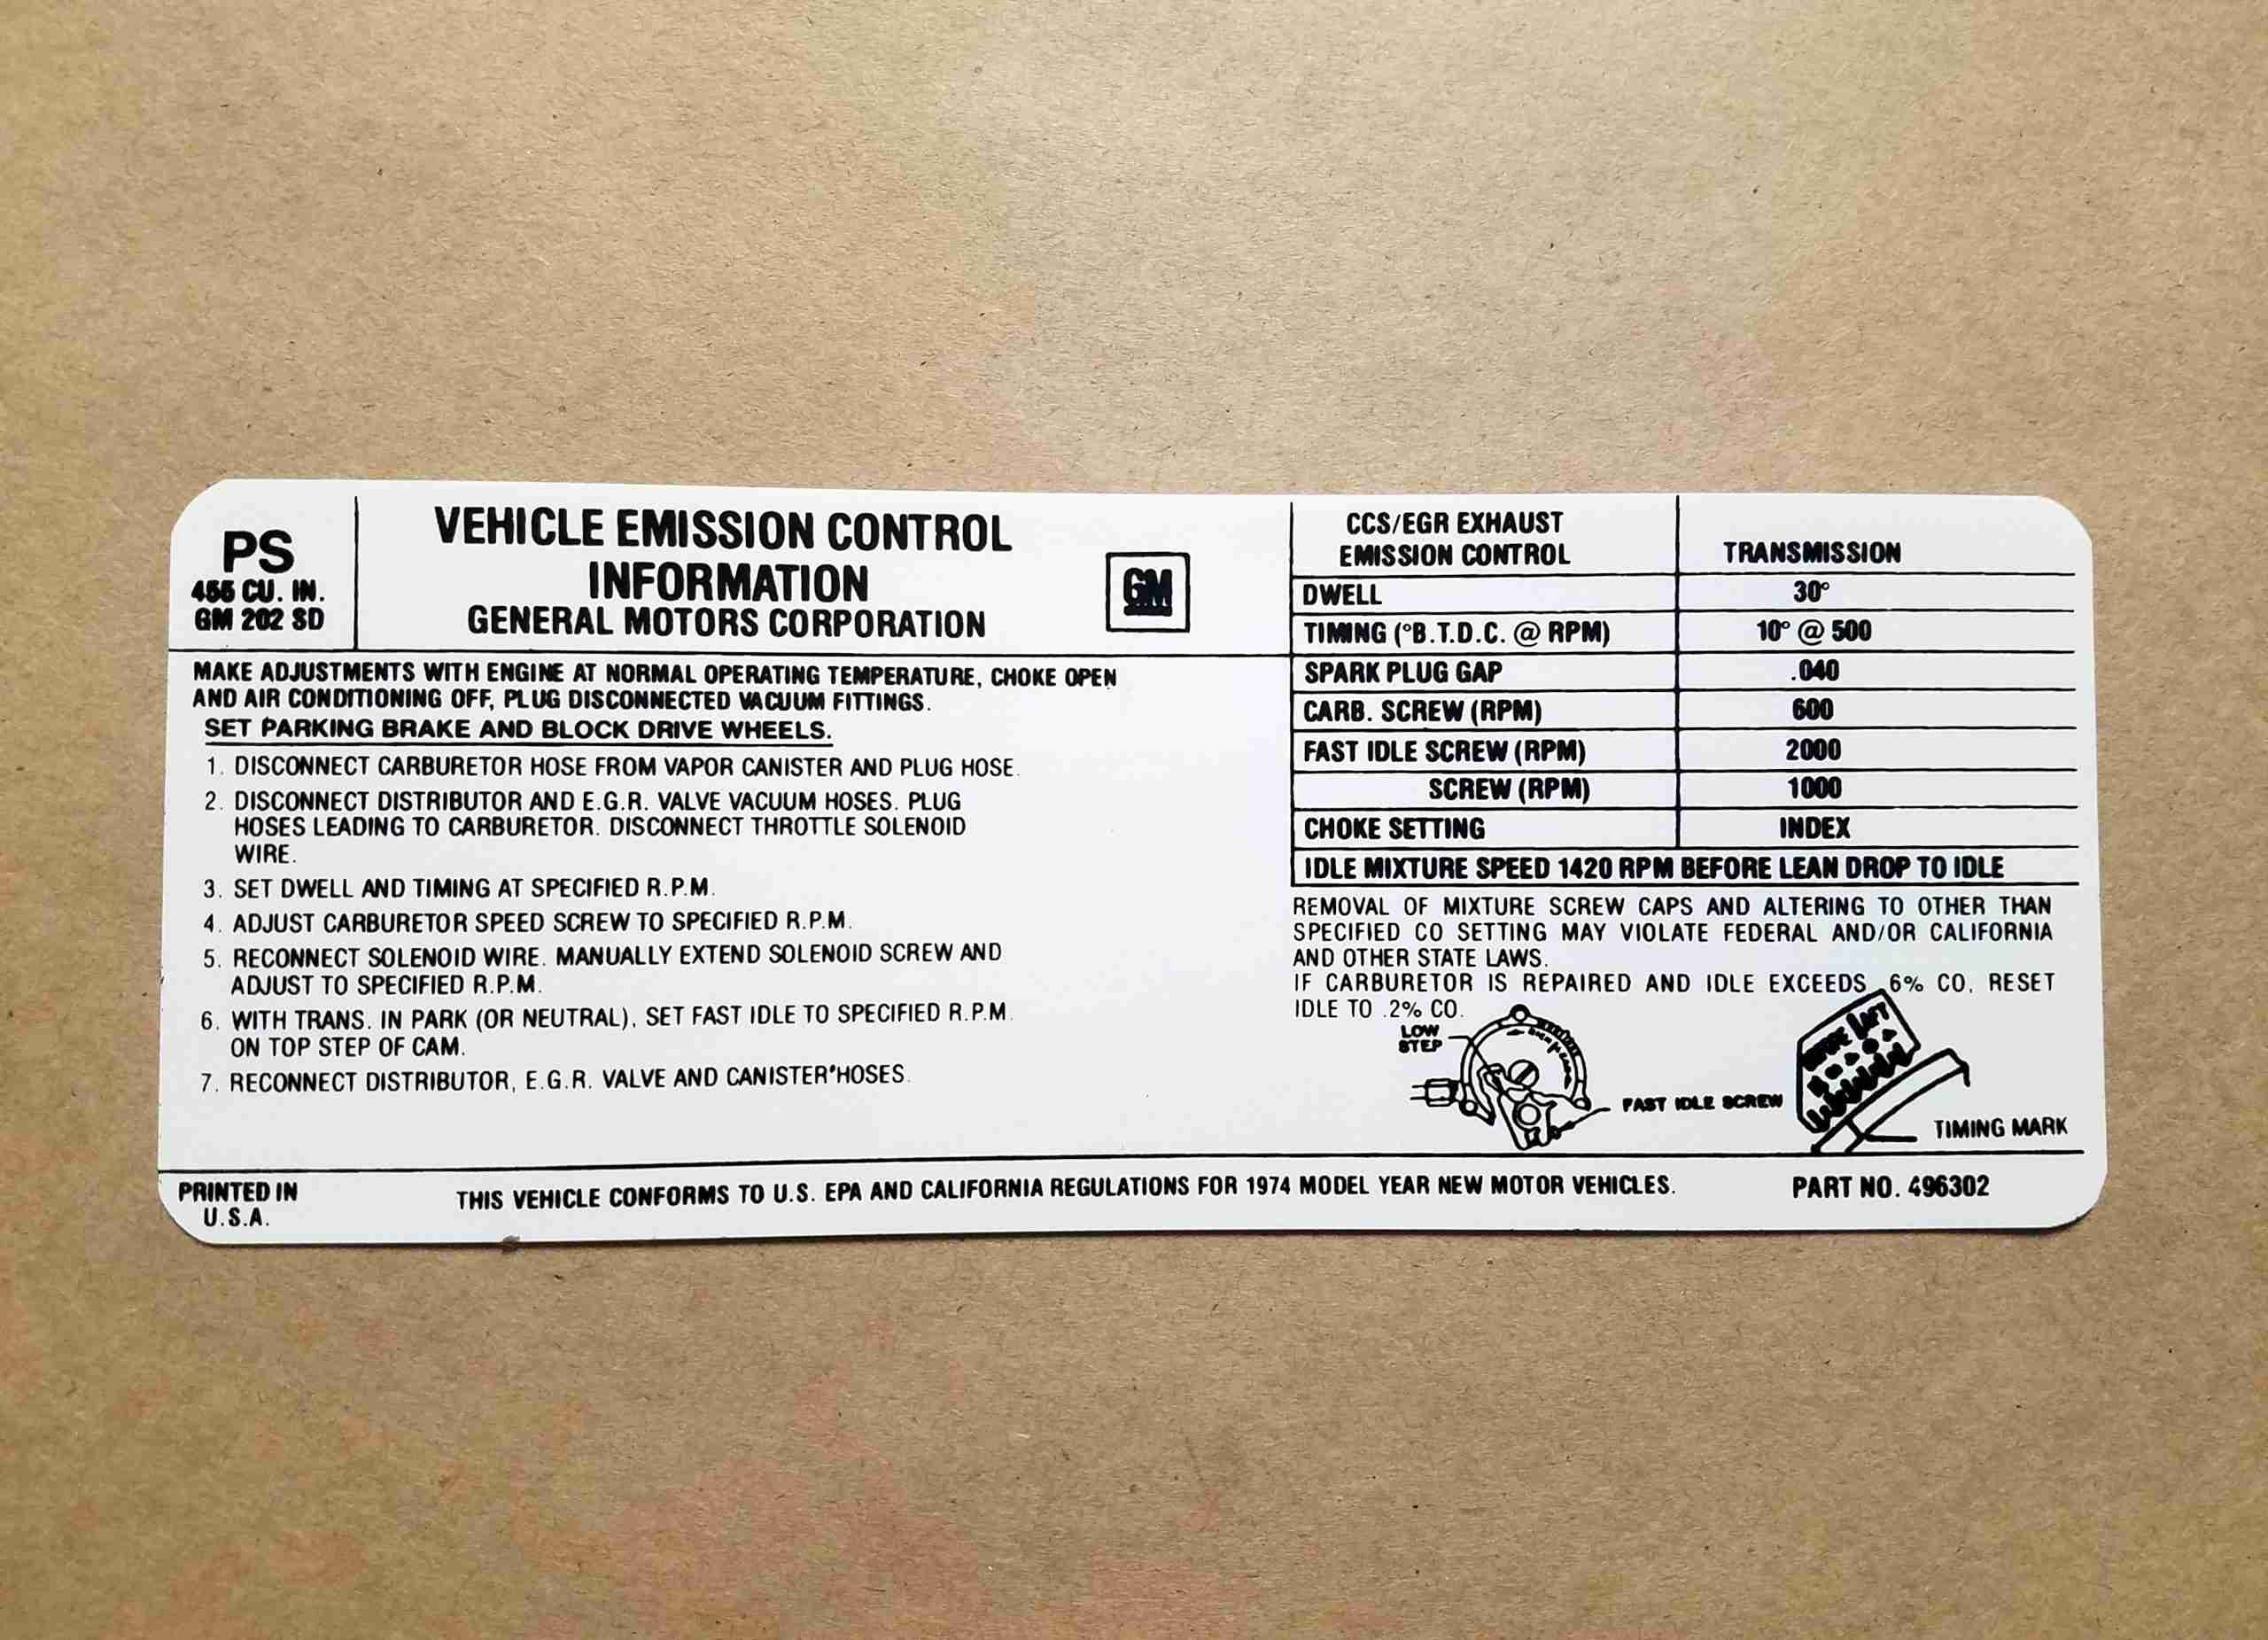 PS
455 CU. IN.
GM 202 SD
VEHICLE EMISSION CONTROL
INFORMATION
GENERAL MOTORS CORPORATION
GM
MAKE ADJUSTMENTS WITH ENGINE AT NORMAL OPERATING TEMPERATURE, CHOKE OPEN
AND AIR CONDITIONING OFF, PLUG DISCONNECTED VACUUM FITTINGS.
SET PARKING BRAKE AND BLOCK DRIVE WHEELS.
1. DISCONNECT CARBURETOR HOSE FROM VAPOR CANISTER AND PLUG HOSE.
2. DISCONNECT DISTRIBUTOR AND E.G.R. VALVE VACUUM HOSES. PLUG
HOSES LEADING TO CARBURETOR. DISCONNECT THROTTLE SOLENOID
WIRE.
3. SET DWELL AND TIMING AT SPECIFIED R.P.M.
4. ADJUST CARBURETOR SPEED SCREW TO SPECIFIED R.P.M.
5. RECONNECT SOLENOID WIRE. MANUALLY EXTEND SOLENOID SCREW AND
ADJUST TO SPECIFIED R.P.M.
6. WITH TRANS. IN PARK (OR NEUTRAL), SET FAST IDLE TO SPECIFIED R.P.M.
ON TOP STEP OF CAM.
7. RECONNECT DISTRIBUTOR, E.G.R. VALVE AND CANISTER HOSES.
CCS/EGR EXHAUST
EMISSION CONTROL
TRANSMISSION
DWELL 30°
TIMING (°B.T.D.C. @ RPM) 10° @ 500
SPARK PLUG GAP .040
CARB. SCREW (RPM) 600
FAST IDLE SCREW (RPM) 2000
SCREW (RPM) 1000
CHOKE SETTING INDEX
IDLE MIXTURE SPEED 1420 RPM BEFORE LEAN DROP TO IDLE
REMOVAL OF MIXTURE SCREW CAPS AND ALTERING TO OTHER THAN
SPECIFIED CO SETTING MAY VIOLATE FEDERAL AND/OR CALIFORNIA
AND OTHER STATE LAWS.
IF CARBURETOR IS REPAIRED AND IDLE EXCEEDS 6% CO, RESET
IDLE TO .2% CO.
LOW
STEP
FAST IDLE SCREW
TIMING MARK
PRINTED IN
U.S.A.
THIS VEHICLE CONFORMS TO U.S. EPA AND CALIFORNIA REGULATIONS FOR 1974 MODEL YEAR NEW MOTOR VEHICLES.
PART NO. 496302